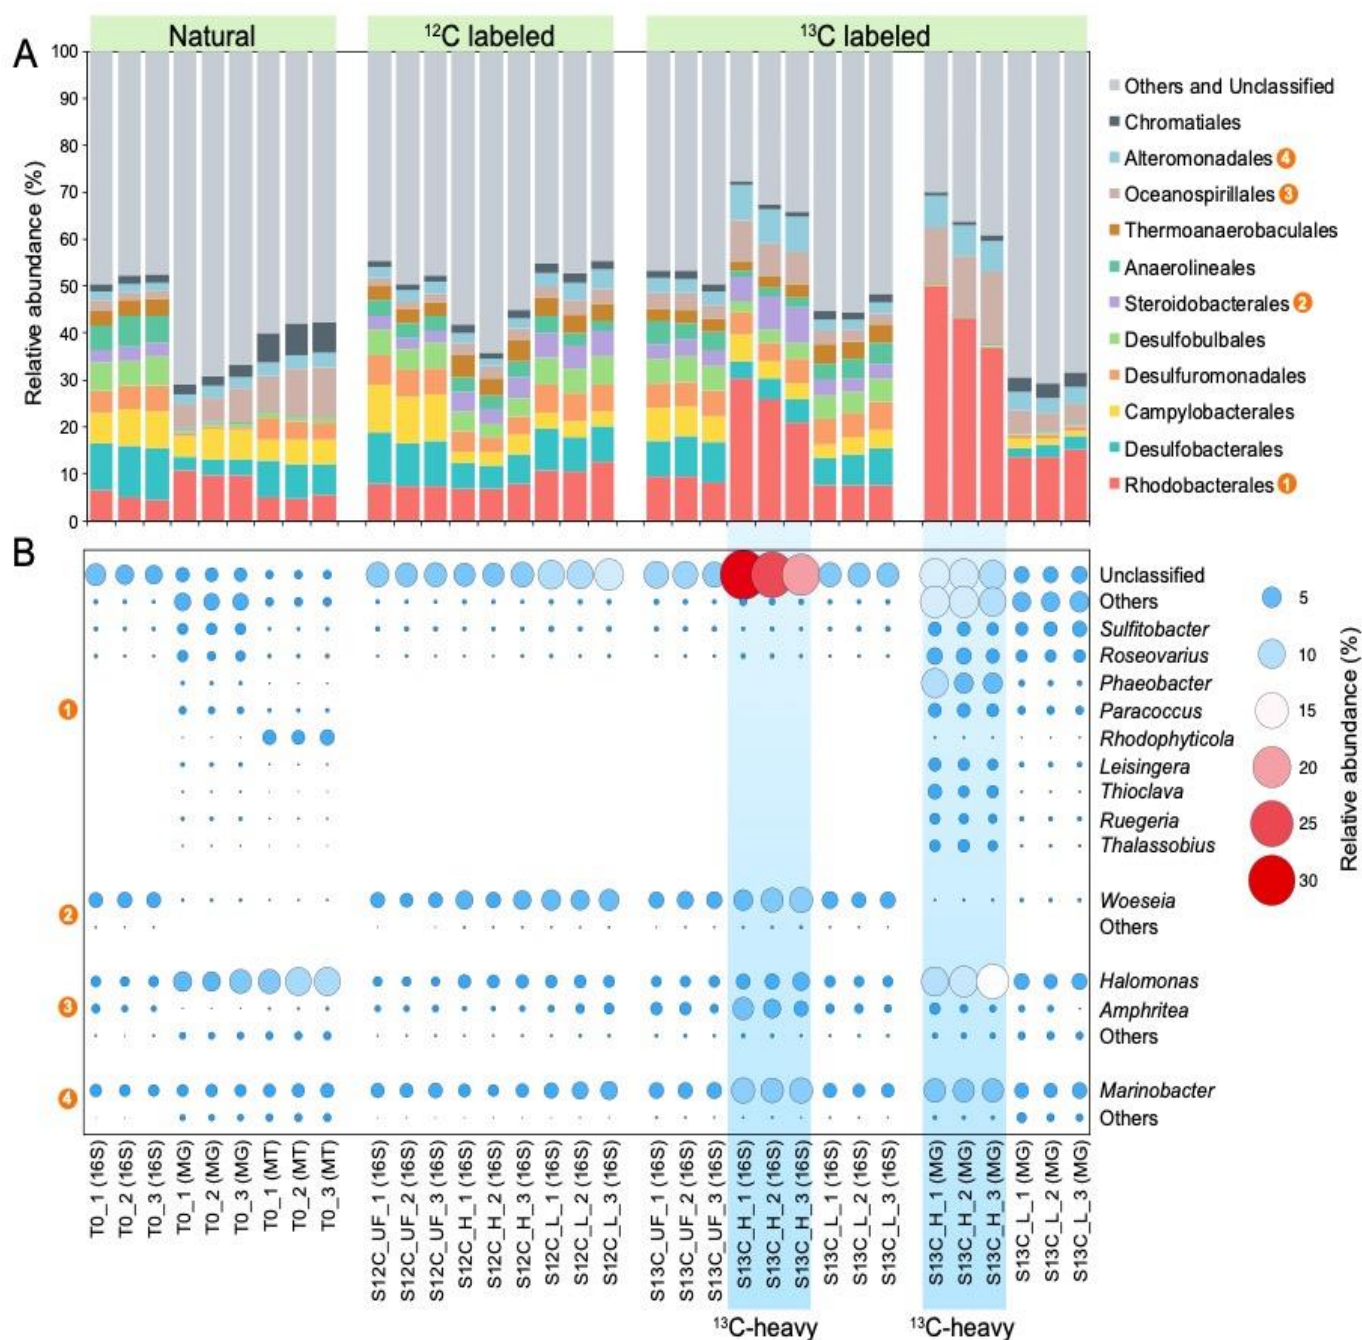 A
Natural
¹²C labeled
¹³C labeled
Relative abundance (%)
100
90
80
70
60
50
40
30
20
10
0
Others and Unclassified
Chromatiales
Alteromonadales 4
Oceanospirillales 3
Thermoanaerobaculales
Anaerolineales
Steroidobacterales 2
Desulfobulbales
Desulfuromonadales
Campylobacterales
Desulfobacterales
Rhodobacterales 1
B
1
2
3
4
Unclassified
Others
Sulfitobacter
Roseovarius
Phaeobacter
Paracoccus
Rhodophyticola
Leisingera
Thioclava
Ruegeria
Thalassobius
Woeseia
Others
Halomonas
Amphritea
Others
Marinobacter
Others
5
10
15
20
25
30
Relative abundance (%)
T0_1 (16S)
T0_2 (16S)
T0_3 (16S)
T0_1 (MG)
T0_2 (MG)
T0_3 (MG)
T0_1 (MT)
T0_2 (MT)
T0_3 (MT)
S12C_UF_1 (16S)
S12C_UF_2 (16S)
S12C_UF_3 (16S)
S12C_H_1 (16S)
S12C_H_2 (16S)
S12C_H_3 (16S)
S12C_L_1 (16S)
S12C_L_2 (16S)
S12C_L_3 (16S)
S13C_UF_1 (16S)
S13C_UF_2 (16S)
S13C_UF_3 (16S)
S13C_H_1 (16S)
S13C_H_2 (16S)
S13C_H_3 (16S)
S13C_L_1 (16S)
S13C_L_2 (16S)
S13C_L_3 (16S)
S13C_H_1 (MG)
S13C_H_2 (MG)
S13C_H_3 (MG)
S13C_L_1 (MG)
S13C_L_2 (MG)
S13C_L_3 (MG)
¹³C-heavy
¹³C-heavy